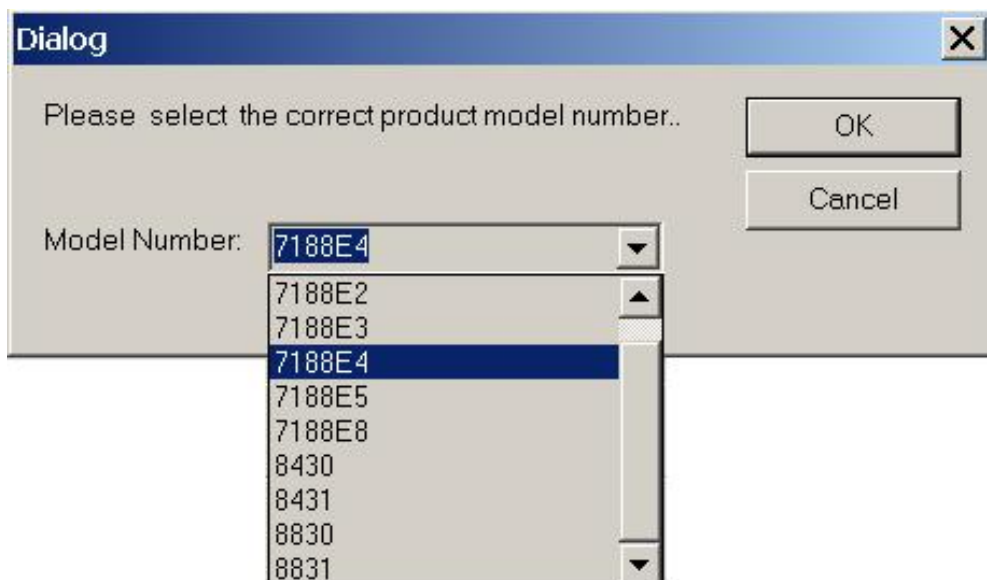 Dialog
Please select the correct product model number..
OK
Cancel
Model Number: 7188E4
7188E2
7188E3
7188E4
7188E5
7188E8
8430
8431
8830
8831